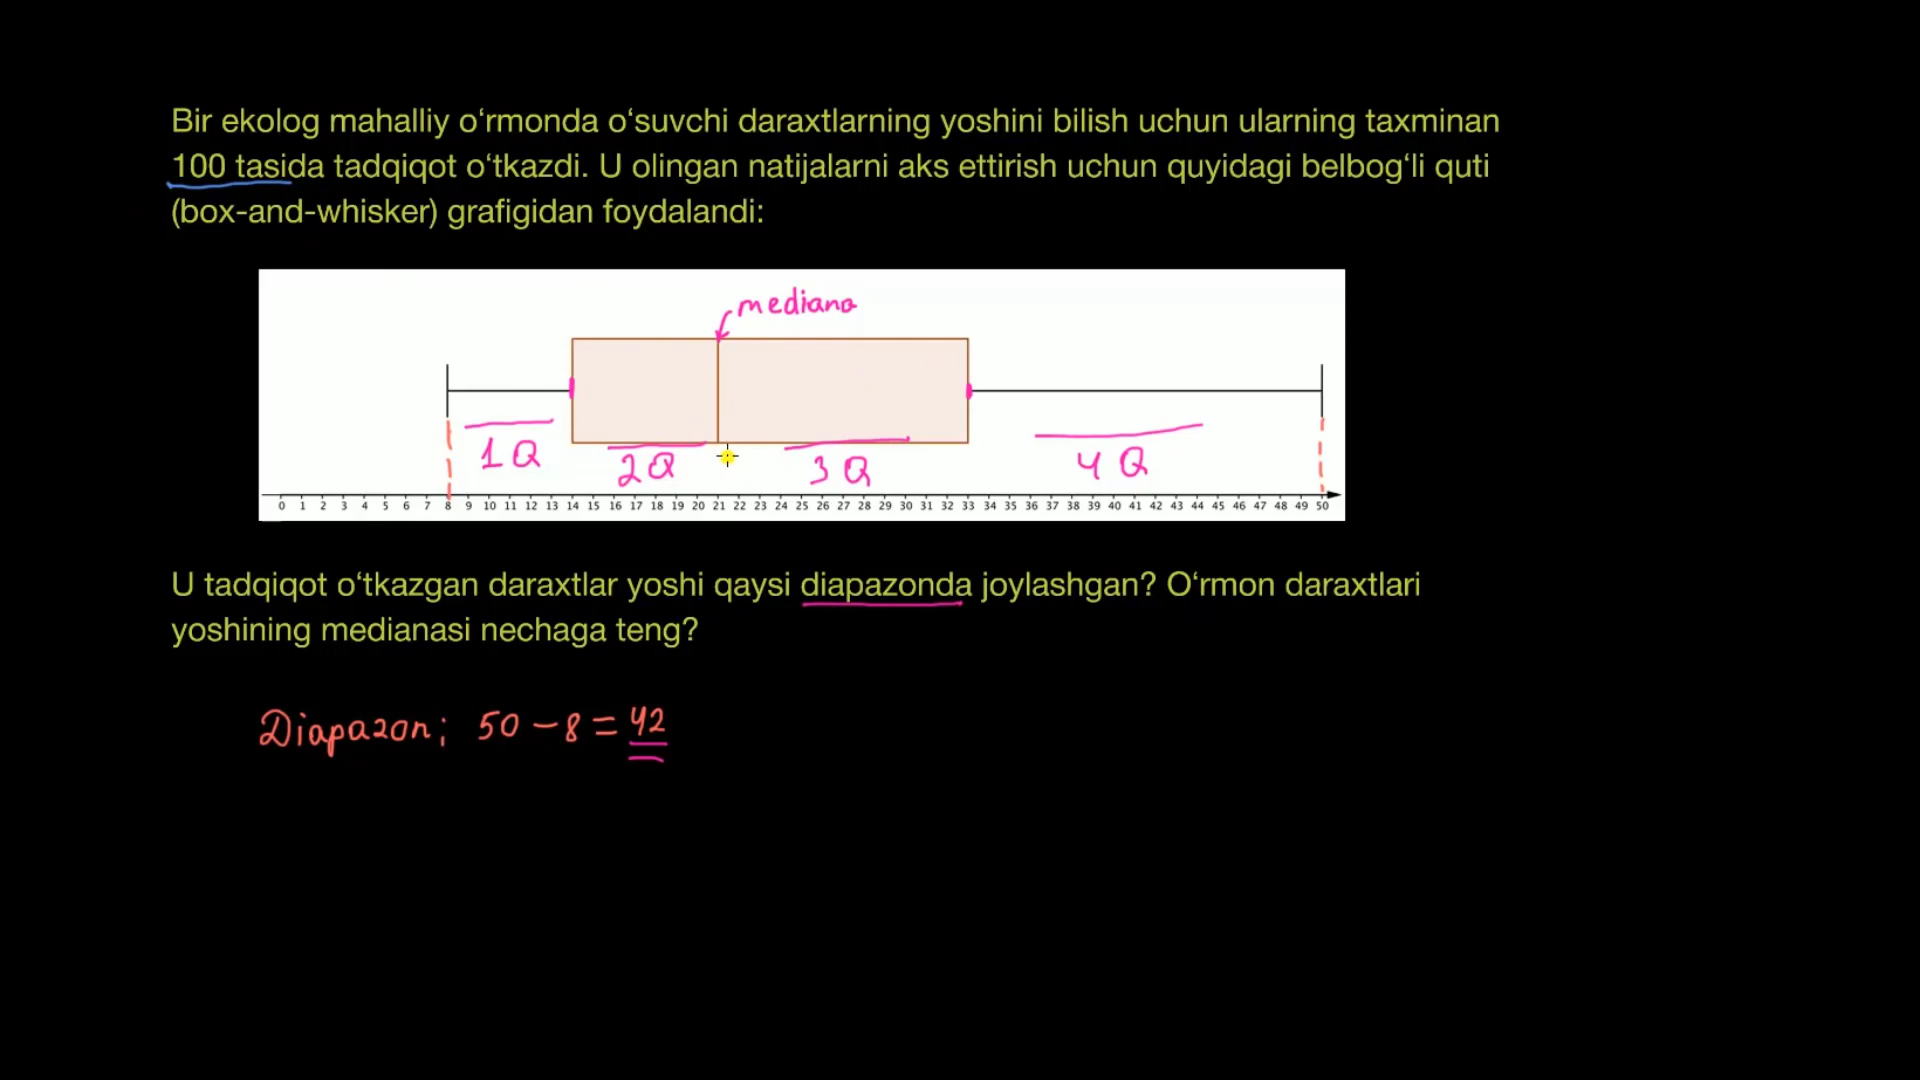 Bir ekolog mahalliy o‘rmonda o‘suvchi daraxtlarning yoshini bilish uchun ularning taxminan
100 tasida tadqiqot o‘tkazdi. U olingan natijalarni aks ettirish uchun quyidagi belbog‘li quti
(box-and-whisker) grafigidan foydalandi:
mediana
1Q 2Q 3Q 4Q
0 1 2 3 4 5 6 7 8 9 10 11 12 13 14 15 16 17 18 19 20 21 22 23 24 25 26 27 28 29 30 31 32 33 34 35 36 37 38 39 40 41 42 43 44 45 46 47 48 49 50
U tadqiqot o‘tkazgan daraxtlar yoshi qaysi diapazonda joylashgan? O‘rmon daraxtlari
yoshining medianasi nechaga teng?
Diapazon; 50 – 8 = 42